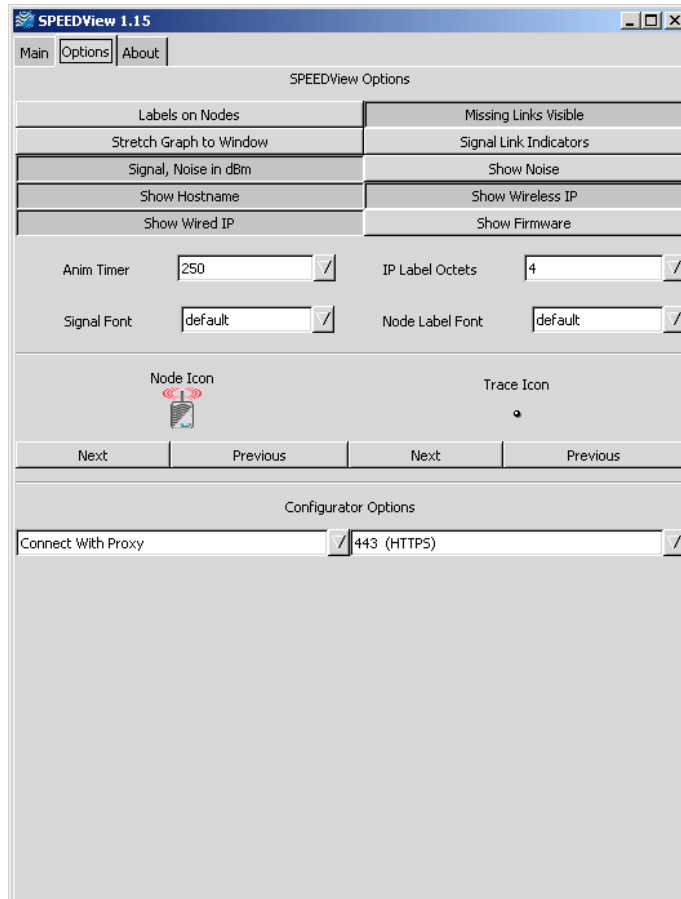 SPEEDView 1.15
Main Options About
SPEEDView Options
Labels on Nodes Missing Links Visible
Stretch Graph to Window Signal Link Indicators
Signal, Noise in dBm Show Noise
Show Hostname Show Wireless IP
Show Wired IP Show Firmware
Anim Timer 250 IP Label Octets 4
Signal Font default Node Label Font default
Node Icon Trace Icon
Next Previous Next Previous
Configurator Options
Connect With Proxy 443 (HTTPS)